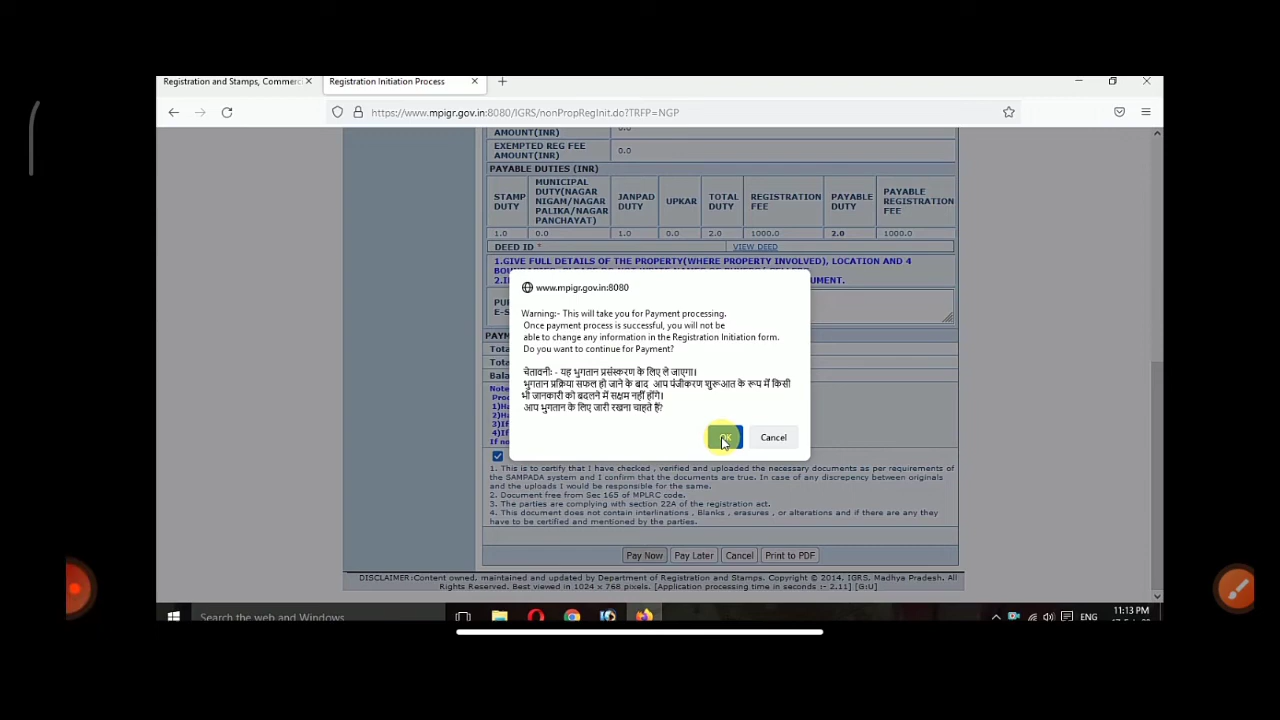 Registration and Stamps, Commerc
Registration Initiation Process
https://www.mpigr.gov.in:8080/IGRS/nonPropRegInit.do?TRFP=NGP
AMOUNT(INR)
0.0
EXEMPTED REG FEE AMOUNT(INR)
0.0
PAYABLE DUTIES (INR)
STAMP DUTY
MUNICIPAL DUTY(NAGAR NIGAM/NAGAR PALIKA/NAGAR PANCHAYAT)
JANPAD DUTY
UPKAR
TOTAL DUTY
REGISTRATION FEE
PAYABLE DUTY
PAYABLE REGISTRATION FEE
1.0 0.0 1.0 0.0 2.0 1000.0 2.0 1000.0
DEED ID *
VIEW DEED
1.GIVE FULL DETAILS OF THE PROPERTY(WHERE PROPERTY INVOLVED), LOCATION AND 4
www.mpigr.gov.in:8080
Warning:- This will take you for Payment processing.
Once payment process is successful, you will not be
able to change any information in the Registration Initiation form.
Do you want to continue for Payment?
चेतावनी: - यह भुगतान प्रसंस्करण के लिए ले जाएगा।
भुगतान प्रक्रिया सफल हो जाने के बाद आप पंजीकरण शुरूआत के रूप में किसी
भी जानकारी को बदलने में सक्षम नहीं होंगे।
आप भुगतान के लिए जारी रखना चाहते हैं?
OK
Cancel
1. This is to certify that I have checked , verified and uploaded the necessary documents as per requirements of
the SAMPADA system and I confirm that the documents are true. In case of any discrepency between originals
and the uploads I would be responsible for the same.
2. Document free from Sec 165 of MPLRC code.
3. The parties are complying with section 22A of the registration act.
4. This document does not contain interlinations , Blanks , erasures , or alterations and if there are any they
have to be certified and mentioned by the parties.
Pay Now
Pay Later
Cancel
Print to PDF
DISCLAIMER:Content owned, maintained and updated by Department of Registration and Stamps. Copyright © 2014, IGRS, Madhya Pradesh. All
Rights Reserved. Best viewed in 1024 x 768 pixels. [Application processing time in seconds :- 2.11] [G:U]
Search the web and Windows
ENG
11:13 PM